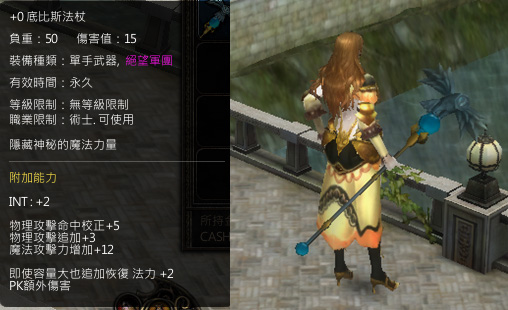 +0 底比斯法杖
負重：50 傷害值：15
裝備種類：單手武器, 絕望軍團
有效時間：永久
等級限制：無等級限制
職業限制：術士,可使用
隱藏神秘的魔法力量
附加能力
INT : +2
物理攻擊命中校正+5
物理攻擊追加+3
魔法攻擊力增加+12
即使容量大也追加恢復 法力 +2
PK額外傷害
所持
CASH